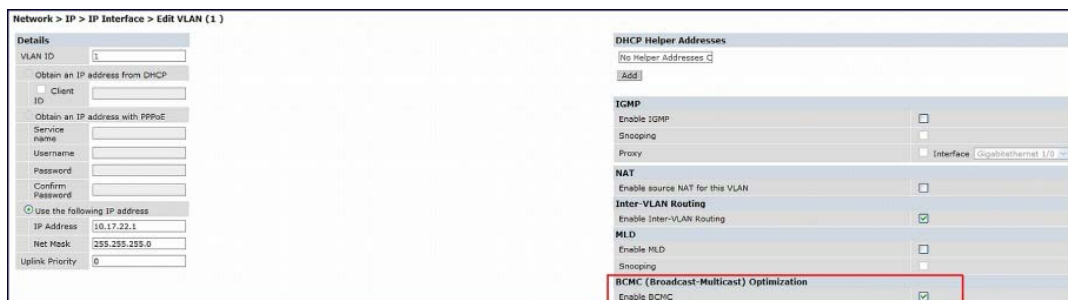 Network > IP > IP Interface > Edit VLAN (1 )
Details
VLAN ID
1
Obtain an IP address from DHCP
Client
ID
Obtain an IP address with PPPoE
Service
name
Username
Password
Confirm
Password
Use the following IP address
IP Address
10.17.22.1
Net Mask
255.255.255.0
Uplink Priority
0
DHCP Helper Addresses
No Helper Addresses C
Add
IGMP
Enable IGMP
Snooping
Proxy
Interface
Gigabitethernet 1/0
NAT
Enable source NAT for this VLAN
Inter-VLAN Routing
Enable Inter-VLAN Routing
MLD
Enable MLD
Snooping
BCMC (Broadcast-Multicast) Optimization
Enable BCMC